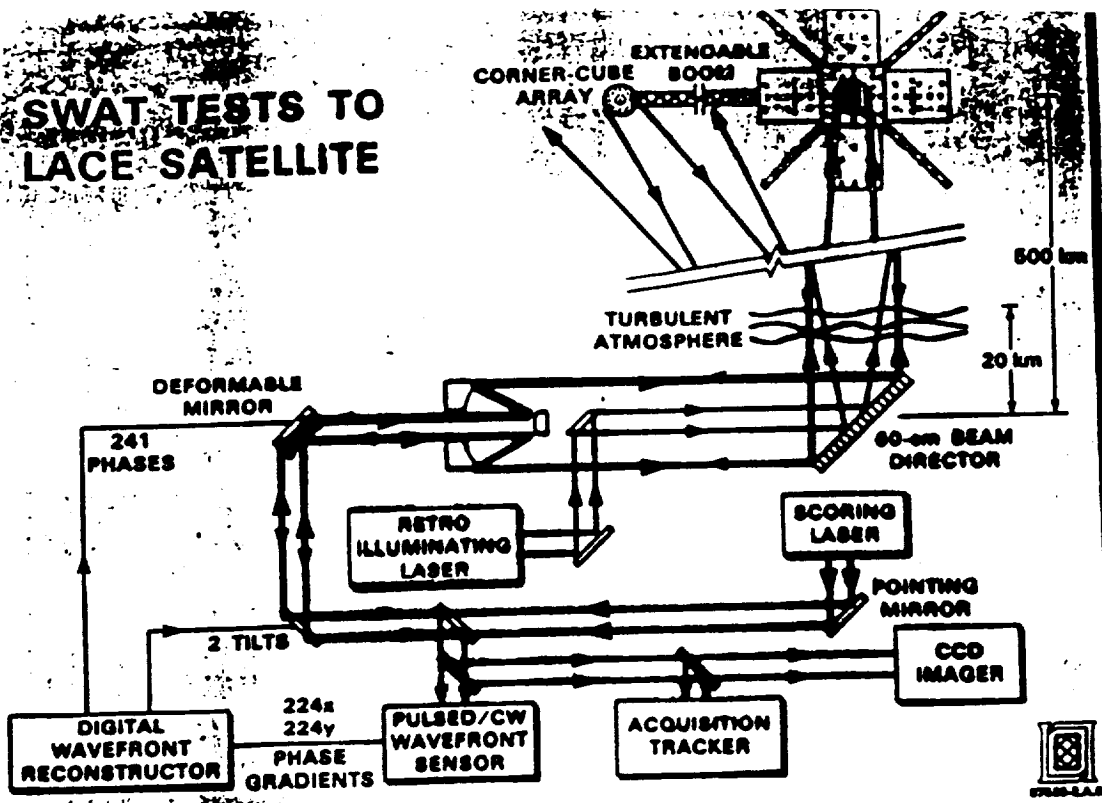 SWAT TESTS TO
LACE SATELLITE
CORNER-CUBE
ARRAY
EXTENDABLE
500 km
TURBULENT
ATMOSPHERE
20 km
DEFORMABLE
MIRROR
241
PHASES
60-cm BEAM
DIRECTOR
RETRO
ILLUMINATING
LASER
SCORING
LASER
POINTING
MIRROR
2 TILTS
CCD
IMAGER
224x
224y
PHASE
GRADIENTS
DIGITAL
WAVEFRONT
RECONSTRUCTOR
PULSED/CW
WAVEFRONT
SENSOR
ACQUISITION
TRACKER